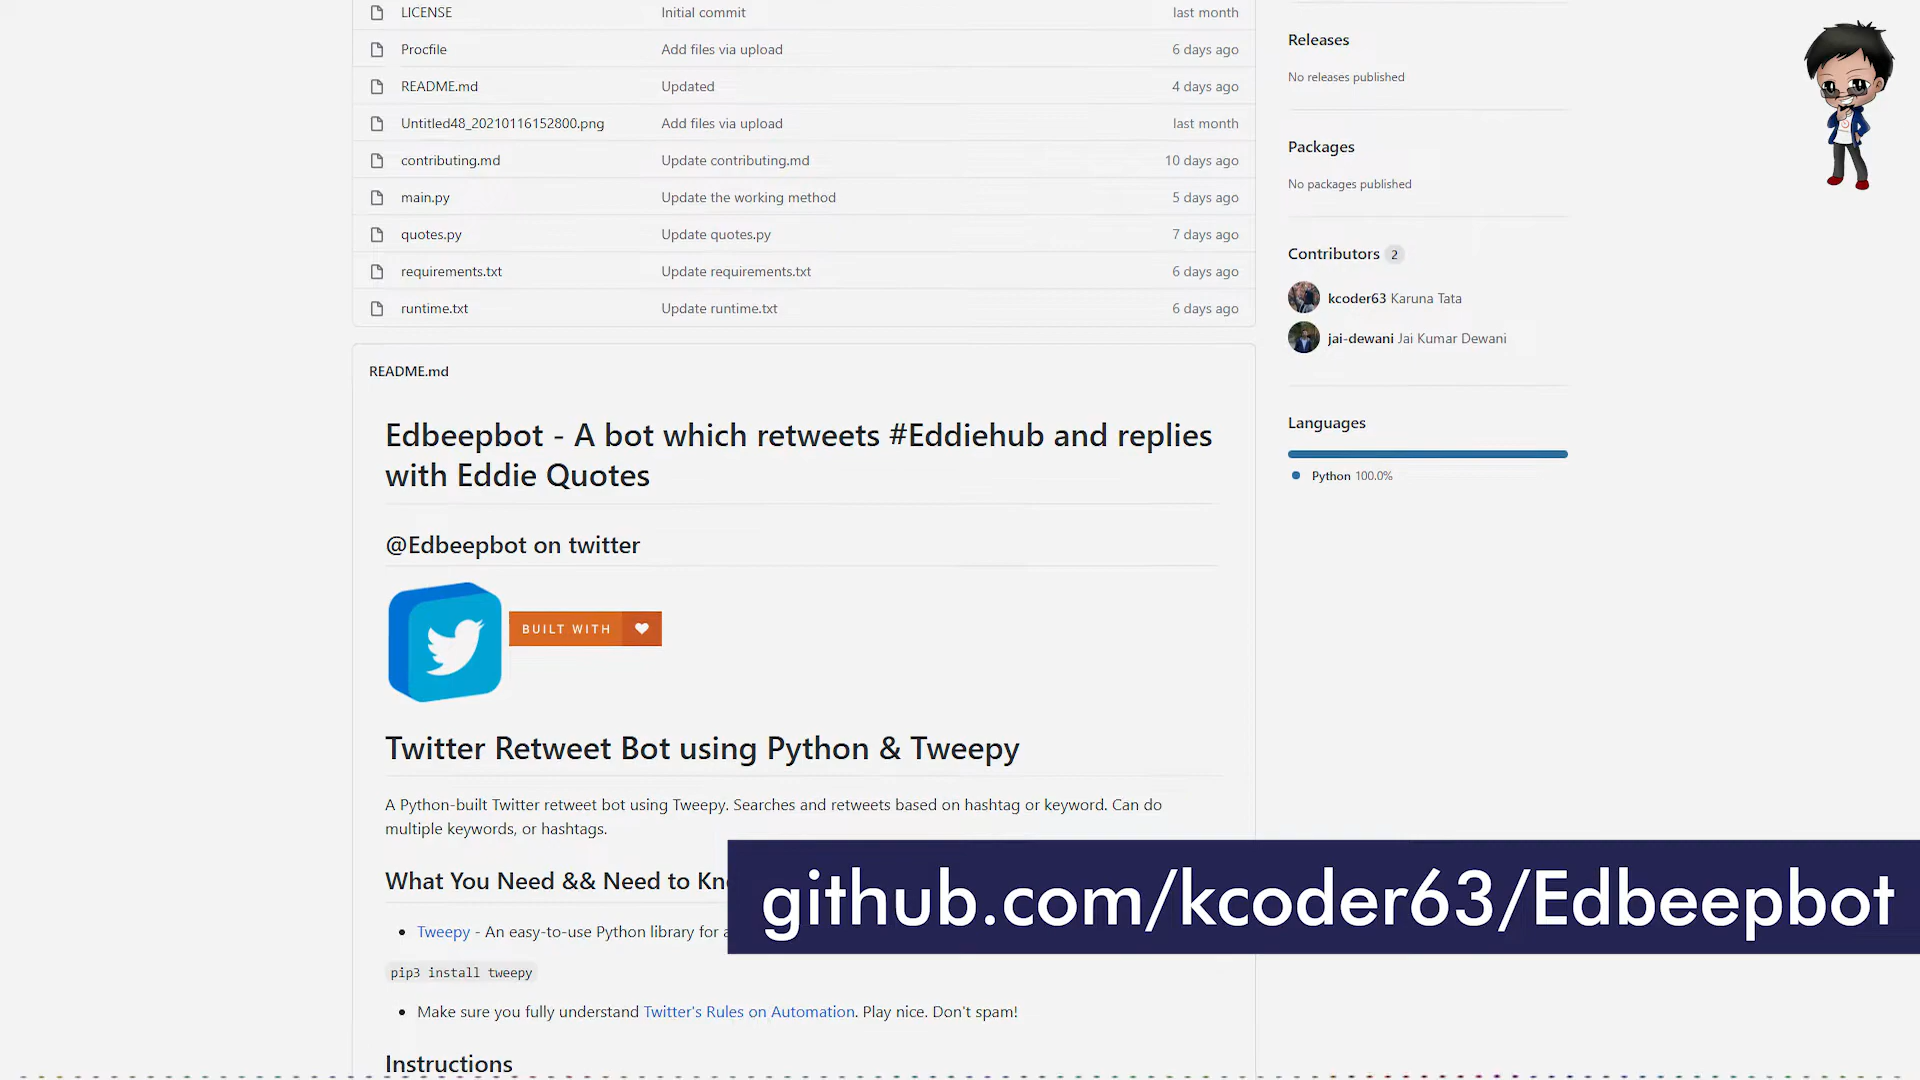 LICENSE Initial commit last month
Procfile Add files via upload 6 days ago
README.md Updated 4 days ago
Untitled48_20210116152800.png Add files via upload last month
contributing.md Update contributing.md 10 days ago
main.py Update the working method 5 days ago
quotes.py Update quotes.py 7 days ago
requirements.txt Update requirements.txt 6 days ago
runtime.txt Update runtime.txt 6 days ago
README.md
Edbeepbot - A bot which retweets #Eddiehub and replies
with Eddie Quotes
@Edbeepbot on twitter
BUILT WITH
Twitter Retweet Bot using Python & Tweepy
A Python-built Twitter retweet bot using Tweepy. Searches and retweets based on hashtag or keyword. Can do
multiple keywords, or hashtags.
What You Need && Need to
Tweepy - An easy-to-use Python library for
pip3 install tweepy
Make sure you fully understand Twitter's Rules on Automation. Play nice. Don't spam!
Instructions
Releases
No releases published
Packages
No packages published
Contributors 2
kcoder63 Karuna Tata
jai-dewani Jai Kumar Dewani
Languages
Python 100.0%
github.com/kcoder63/Edbeepbot